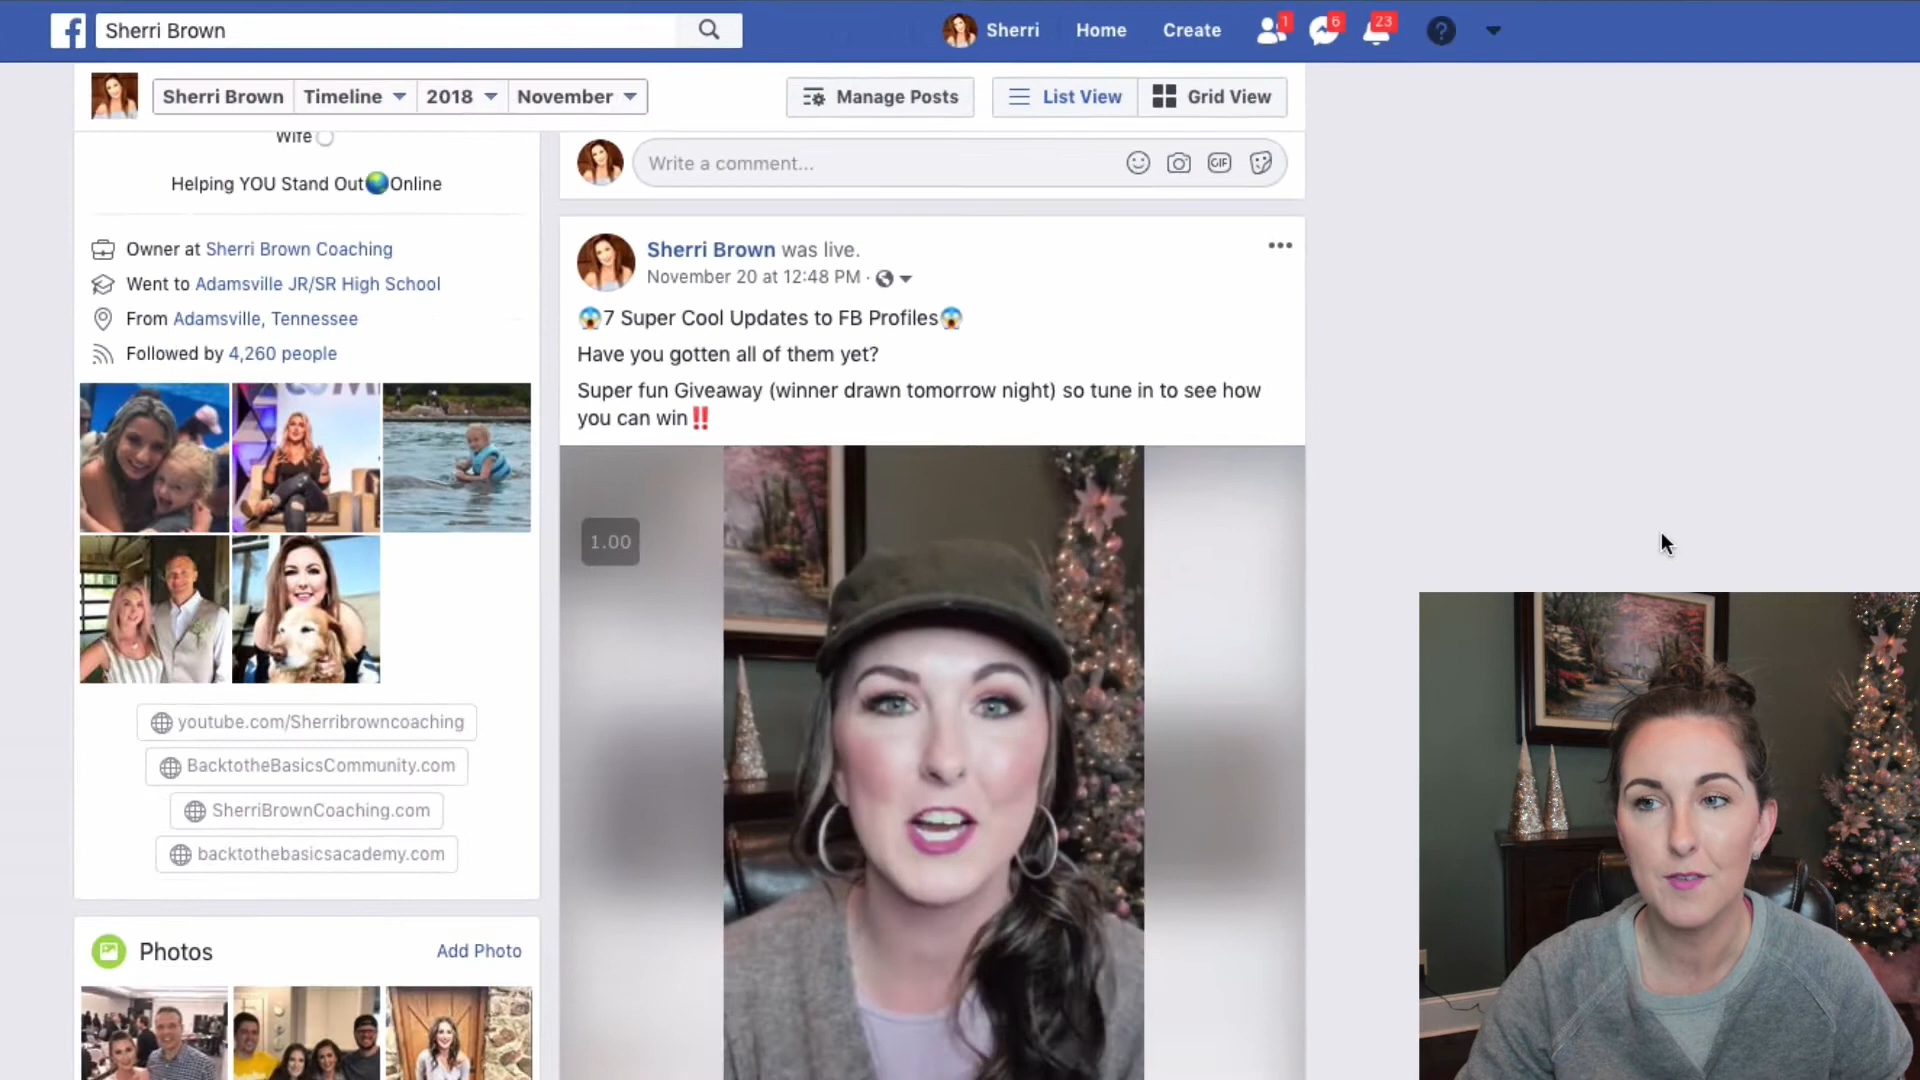 Sherri Brown
Sherri Home Create 1 6 23 ?
Sherri Brown Timeline 2018 November Manage Posts List View Grid View
Wife
Helping YOU Stand Out🌏Online
Owner at Sherri Brown Coaching
Went to Adamsville JR/SR High School
From Adamsville, Tennessee
Followed by 4,260 people
youtube.com/Sherribrowncoaching
BacktotheBasicsCommunity.com
SherriBrownCoaching.com
backtothebasicsacademy.com
Photos Add Photo
Write a comment...
GIF
Sherri Brown was live.
November 20 at 12:48 PM ·
😱7 Super Cool Updates to FB Profiles😱
Have you gotten all of them yet?
Super fun Giveaway (winner drawn tomorrow night) so tune in to see how
you can win‼️
1.00